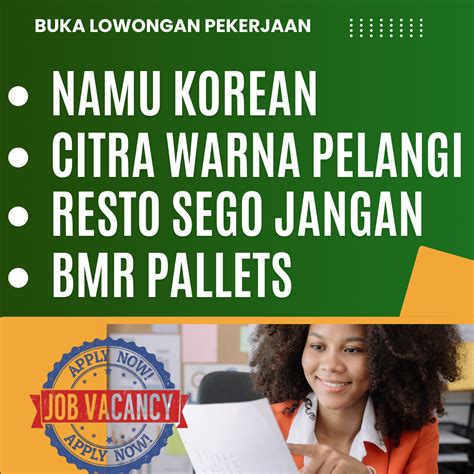 BUKA LOWONGAN PEKERJAAN
• NAMU KOREAN
• CITRA WARNA PELANGI
• RESTO SEGO JANGAN
• BMR PALLETS
APPLY NOW!
JOB VACANCY
APPLY NOW!